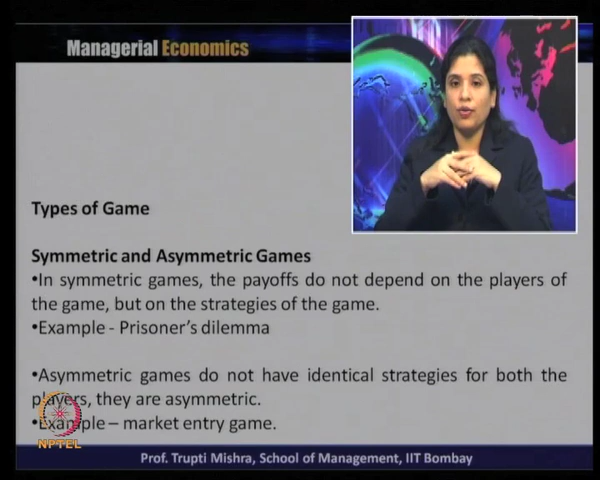 Managerial Economics
Types of Game
Symmetric and Asymmetric Games
•In symmetric games, the payoffs do not depend on the players of
the game, but on the strategies of the game.
•Example - Prisoner's dilemma
•Asymmetric games do not have identical strategies for both the
players, they are asymmetric.
•Example – market entry game.
NPTEL
Prof. Trupti Mishra, School of Management, IIT Bombay